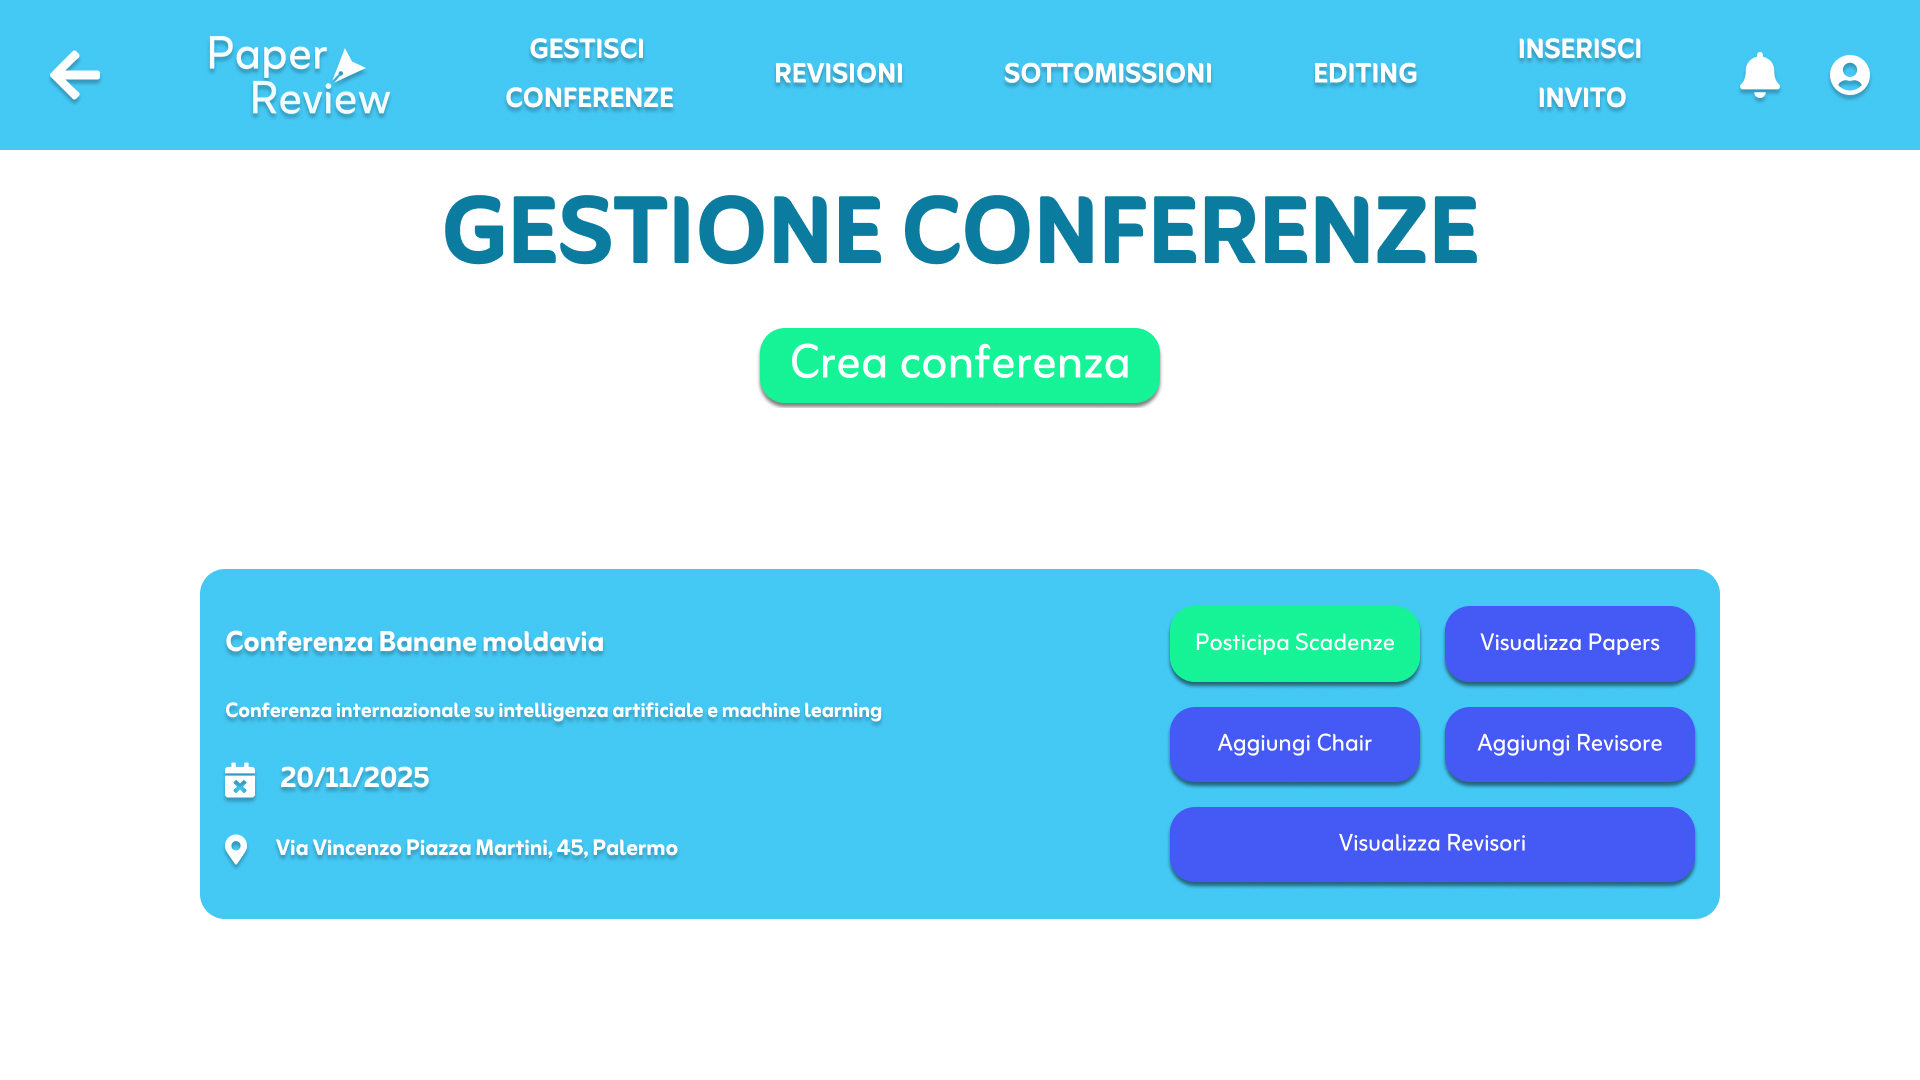 Paper
Review
GESTISCI
CONFERENZE
REVISIONI
SOTTOMISSIONI
EDITING
INSERISCI
INVITO
GESTIONE CONFERENZE
Crea conferenza
Conferenza Banane moldavia
Conferenza internazionale su intelligenza artificiale e machine learning
20/11/2025
Via Vincenzo Piazza Martini, 45, Palermo
Posticipa Scadenze
Visualizza Papers
Aggiungi Chair
Aggiungi Revisore
Visualizza Revisori